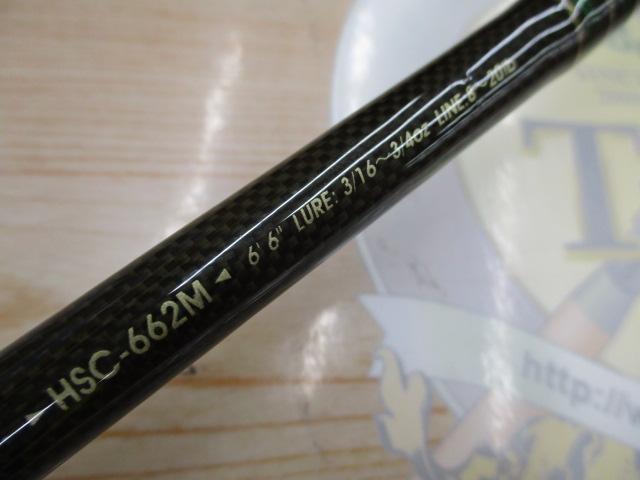 ▶ HSC-662M ◀ 6' 6" LURE: 3/16~3/4oz LINE: 8~20lb
http://w